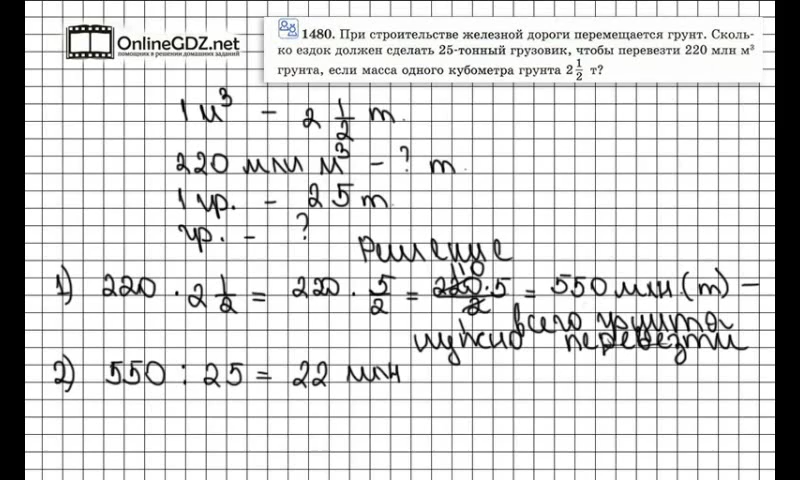 OnlineGDZ.net
помощник в решении домашних заданий
1480. При строительстве железной дороги перемещается грунт. Сколь-
ко ездок должен сделать 25-тонный грузовик, чтобы перевезти 220 млн м³
грунта, если масса одного кубометра грунта 2 1/2 т?
1 м³ - 2 1/2 т.
220 млн м³ - ? т.
1 гр. - 25 т.
гр. - ?
Решение
1) 220 · 2 1/2 = 220 · 5/2 = 110 220·5/2 = 550 млн (т) -
всего грунта
нужно перевезти
2) 550 : 25 = 22 млн